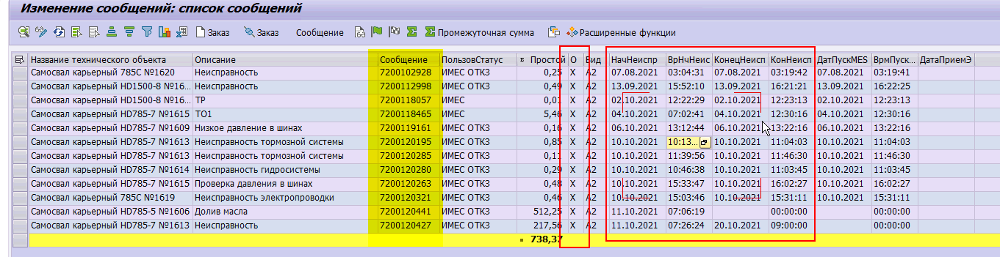 Изменение сообщений: список сообщений
Заказ Заказ Сообщение Промежуточная сумма Расширенные функции
Название технического объекта Описание Сообщение ПользовСтатус Простой О Вид НачНеиспр ВрНчНеис КонецНеисп КонНеисп ДатПускMES ВрмПуск... ДатаПриемЭ
Самосвал карьерный 785С №1620 Неисправность 7200102928 ИМЕС ОТКЗ 0,25 X A2 07.08.2021 03:04:31 07.08.2021 03:19:42 07.08.2021 03:19:41
Самосвал карьерный HD1500-8 №16... Неисправность 7200112998 ИМЕС ОТКЗ 0,49 X A2 13.09.2021 15:52:10 13.09.2021 16:21:21 13.09.2021 16:22:25
Самосвал карьерный HD1500-8 №16... ТР 7200118057 ИМЕС 0,01 X A2 02.10.2021 12:22:29 02.10.2021 12:23:13 02.10.2021 12:23:13
Самосвал карьерный HD785-7 №1615 ТО1 7200118465 ИМЕС 5,46 X A2 04.10.2021 07:02:41 04.10.2021 12:30:16 04.10.2021 12:30:16
Самосвал карьерный HD785-7 №1609 Низкое давление в шинах 7200119161 ИМЕС ОТКЗ 0,16 X A2 06.10.2021 13:12:44 06.10.2021 13:22:16 06.10.2021 13:22:16
Самосвал карьерный HD785-7 №1613 Неисправность тормозной системы 7200120195 ИМЕС ОТКЗ 0,85 X A2 10.10.2021 10:13... 10.10.2021 11:04:03 10.10.2021 11:04:03
Самосвал карьерный HD785-7 №1613 Неисправность тормозной системы 7200120285 ИМЕС ОТКЗ 0,11 X A2 10.10.2021 11:39:56 10.10.2021 11:46:30 10.10.2021 11:46:30
Самосвал карьерный HD785-7 №1614 Неисправность гидросистемы 7200120280 ИМЕС ОТКЗ 0,29 X A2 10.10.2021 10:46:38 10.10.2021 11:03:45 10.10.2021 11:03:45
Самосвал карьерный HD785-7 №1615 Проверка давления в шинах 7200120263 ИМЕС ОТКЗ 0,48 X A2 10.10.2021 15:33:47 10.10.2021 16:02:27 10.10.2021 16:02:27
Самосвал карьерный 785С №1619 Неисправность электропроводки 7200120321 ИМЕС ОТКЗ 0,46 X A2 10.10.2021 15:03:46 10.10.2021 15:31:11 10.10.2021 15:31:11
Самосвал карьерный HD785-5 №1606 Долив масла 7200120441 ИМЕС ОТКЗ 512,25 X A2 11.10.2021 07:06:19 00:00:00 00:00:00
Самосвал карьерный HD785-7 №1613 Неисправность 7200120427 ИМЕС ОТКЗ 217,56 X A2 11.10.2021 07:26:24 20.10.2021 09:00:00 00:00:00
738,37